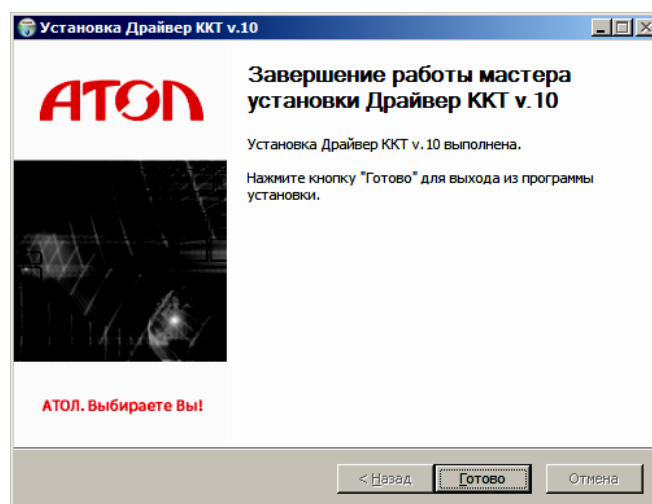 Установка Драйвер ККТ v.10
АТОЛ
Завершение работы мастера
установки Драйвер ККТ v.10
Установка Драйвер ККТ v.10 выполнена.
Нажмите кнопку "Готово" для выхода из программы
установки.
АТОЛ. Выбираете Вы!
< Назад
Готово
Отмена